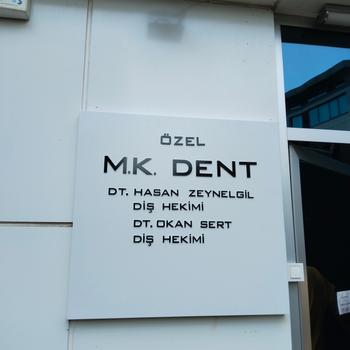 ÖZEL
M.K. DENT
DT. HASAN ZEYNELGİL
DİŞ HEKİMİ
DT. OKAN SERT
DİŞ HEKİMİ